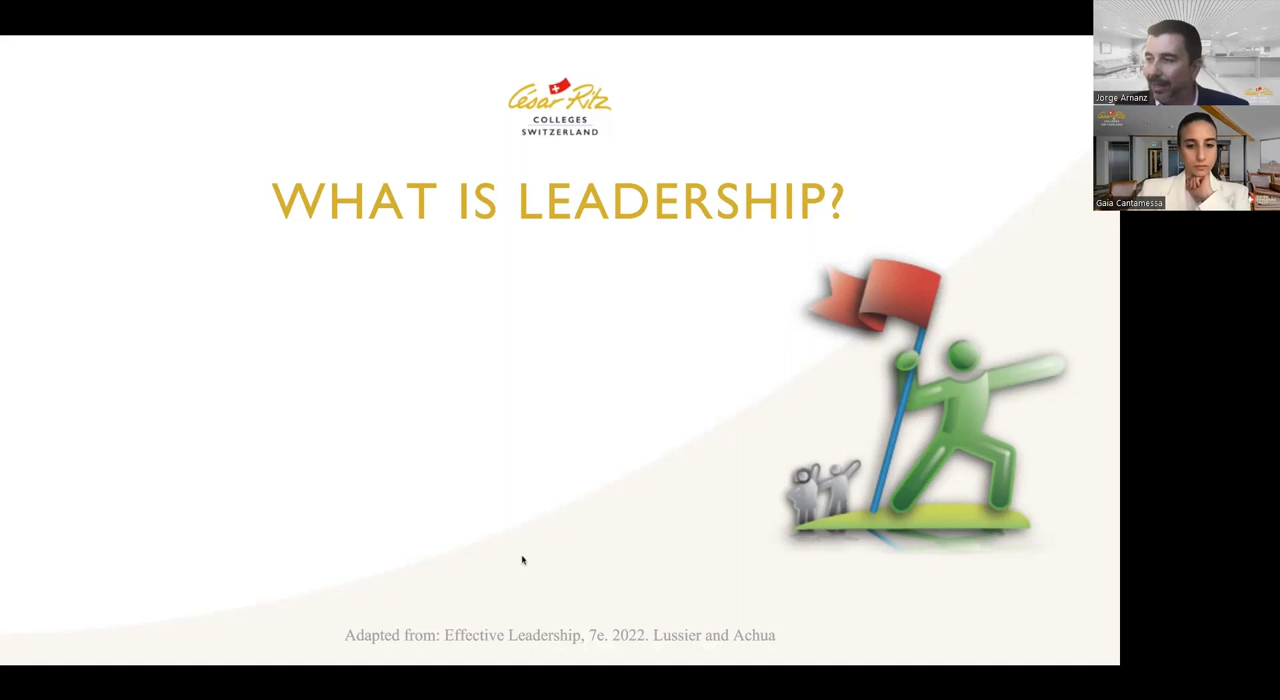 César Ritz
COLLEGES
SWITZERLAND
WHAT IS LEADERSHIP?
Adapted from: Effective Leadership, 7e. 2022. Lussier and Achua
Jorge Arnanz
Gaia Cantamessa